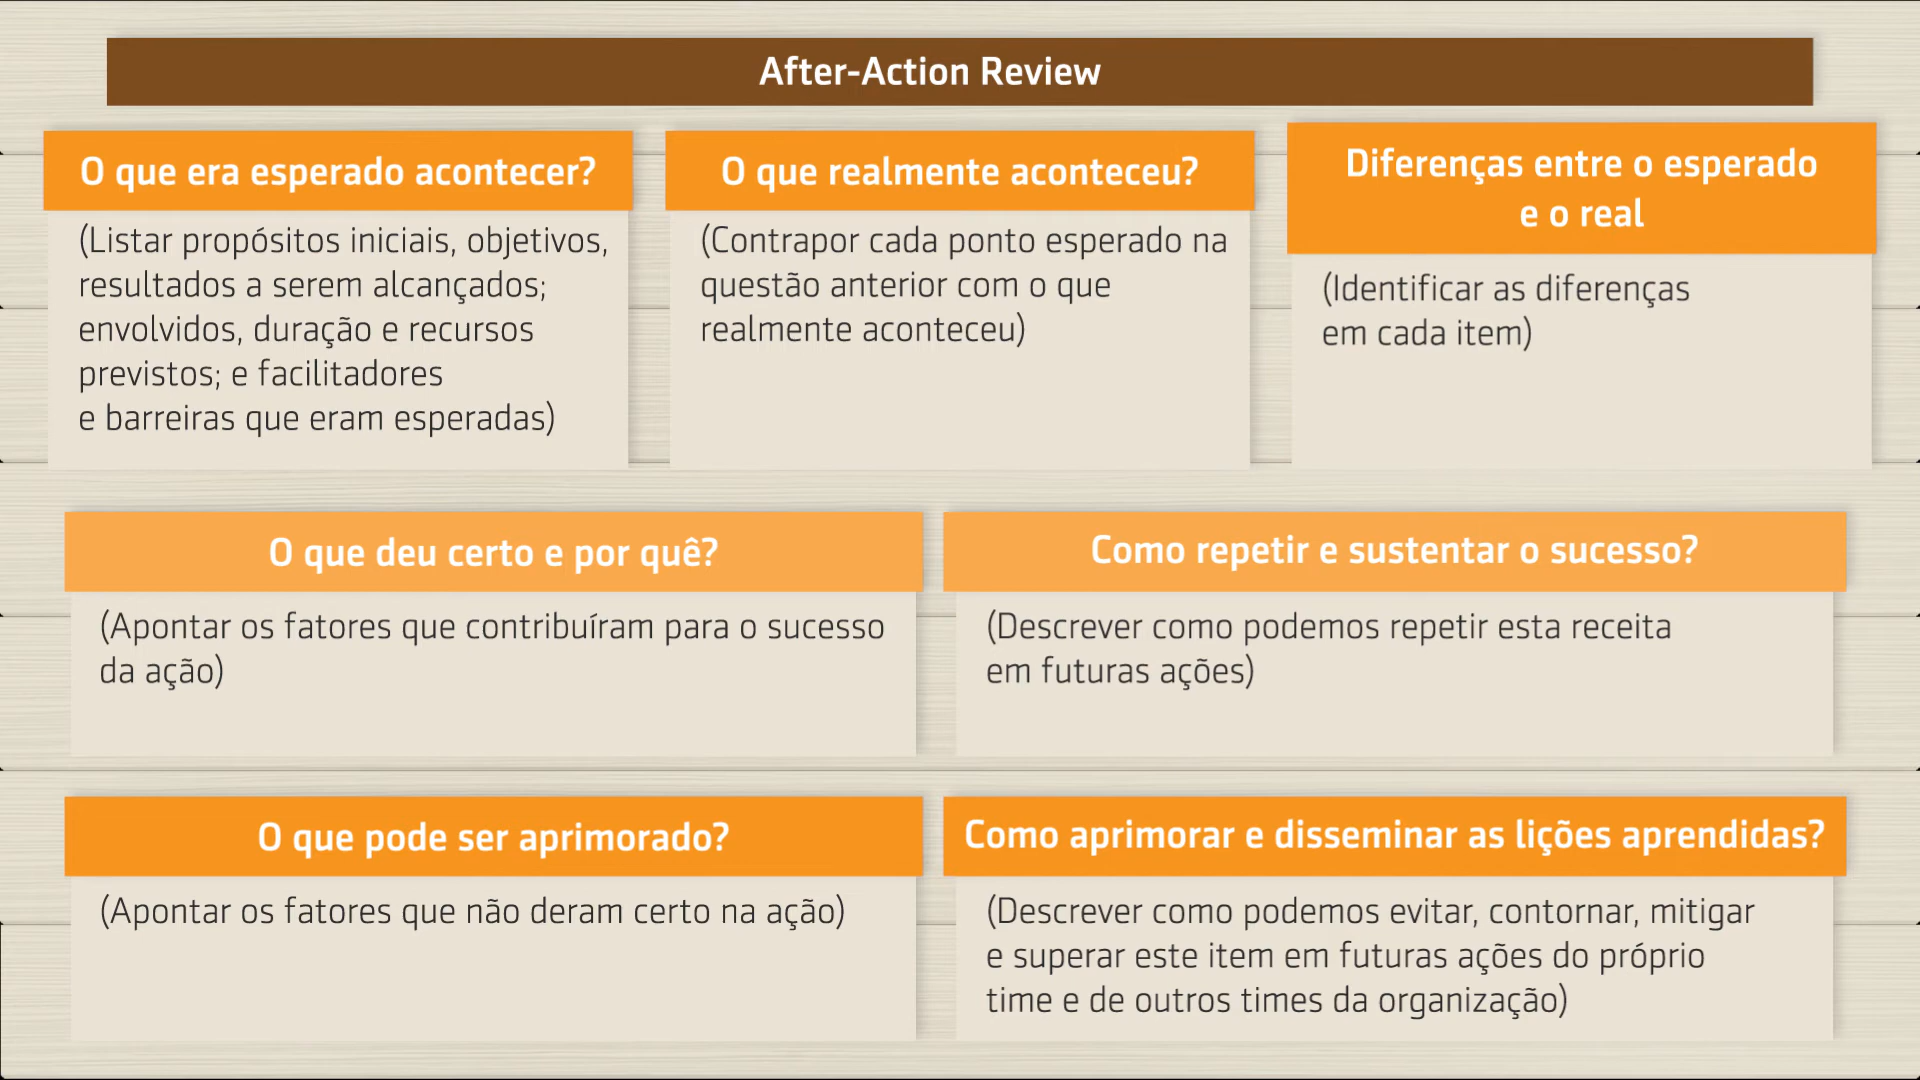 After-Action Review
O que era esperado acontecer?
(Listar propósitos iniciais, objetivos,
resultados a serem alcançados;
envolvidos, duração e recursos
previstos; e facilitadores
e barreiras que eram esperadas)
O que realmente aconteceu?
(Contrapor cada ponto esperado na
questão anterior com o que
realmente aconteceu)
Diferenças entre o esperado
e o real
(Identificar as diferenças
em cada item)
O que deu certo e por quê?
(Apontar os fatores que contribuíram para o sucesso
da ação)
Como repetir e sustentar o sucesso?
(Descrever como podemos repetir esta receita
em futuras ações)
O que pode ser aprimorado?
(Apontar os fatores que não deram certo na ação)
Como aprimorar e disseminar as lições aprendidas?
(Descrever como podemos evitar, contornar, mitigar
e superar este item em futuras ações do próprio
time e de outros times da organização)